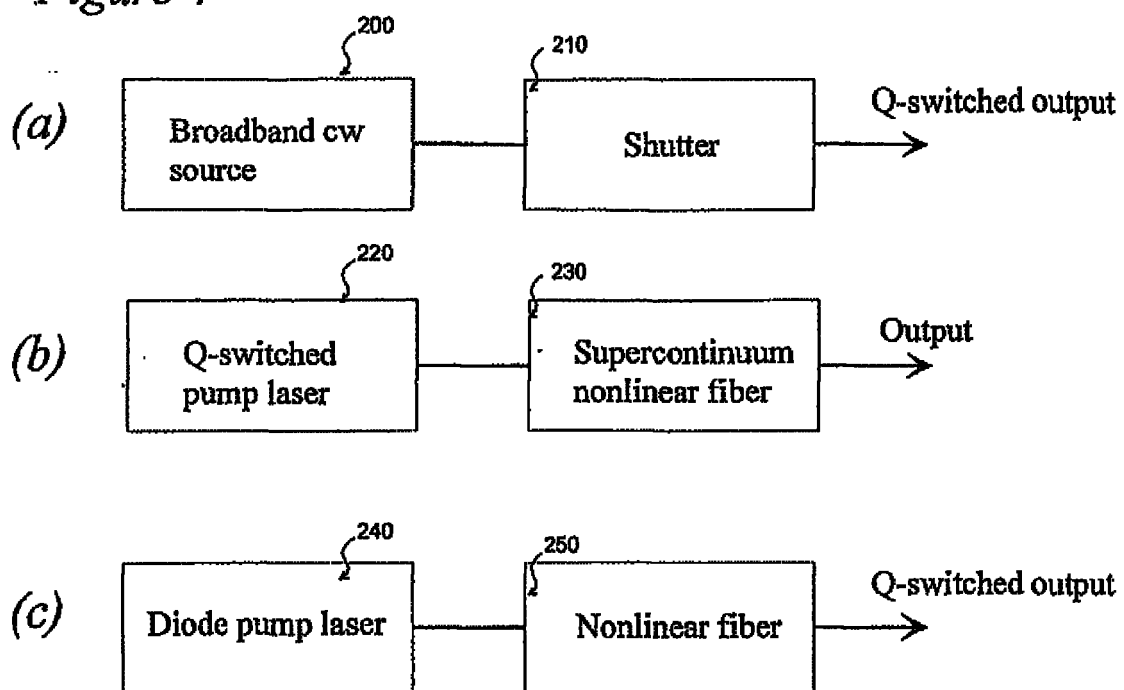 200
210
(a)
Broadband cw
source
Shutter
Q-switched output
220
230
(b)
Q-switched
pump laser
Supercontinuum
nonlinear fiber
Output
240
250
(c)
Diode pump laser
Nonlinear fiber
Q-switched output